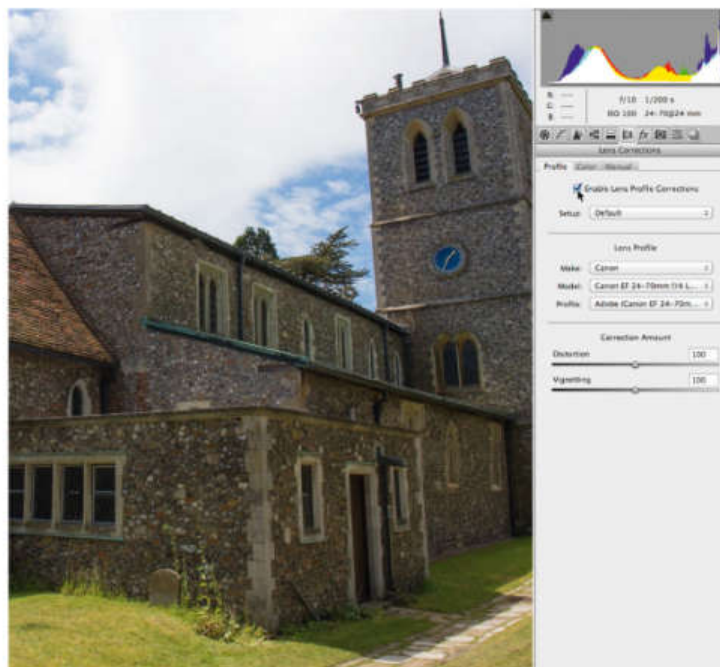 R: ---
G: ---
B: ---
f/10 1/200 s
ISO 100 24-70@24 mm
Lens Corrections
Profile Color Manual
Enable Lens Profile Corrections
Setup: Default
Lens Profile
Make: Canon
Model: Canon EF 24-70mm f/4 L...
Profile: Adobe (Canon EF 24-70m...
Correction Amount
Distortion 100
Vignetting 100